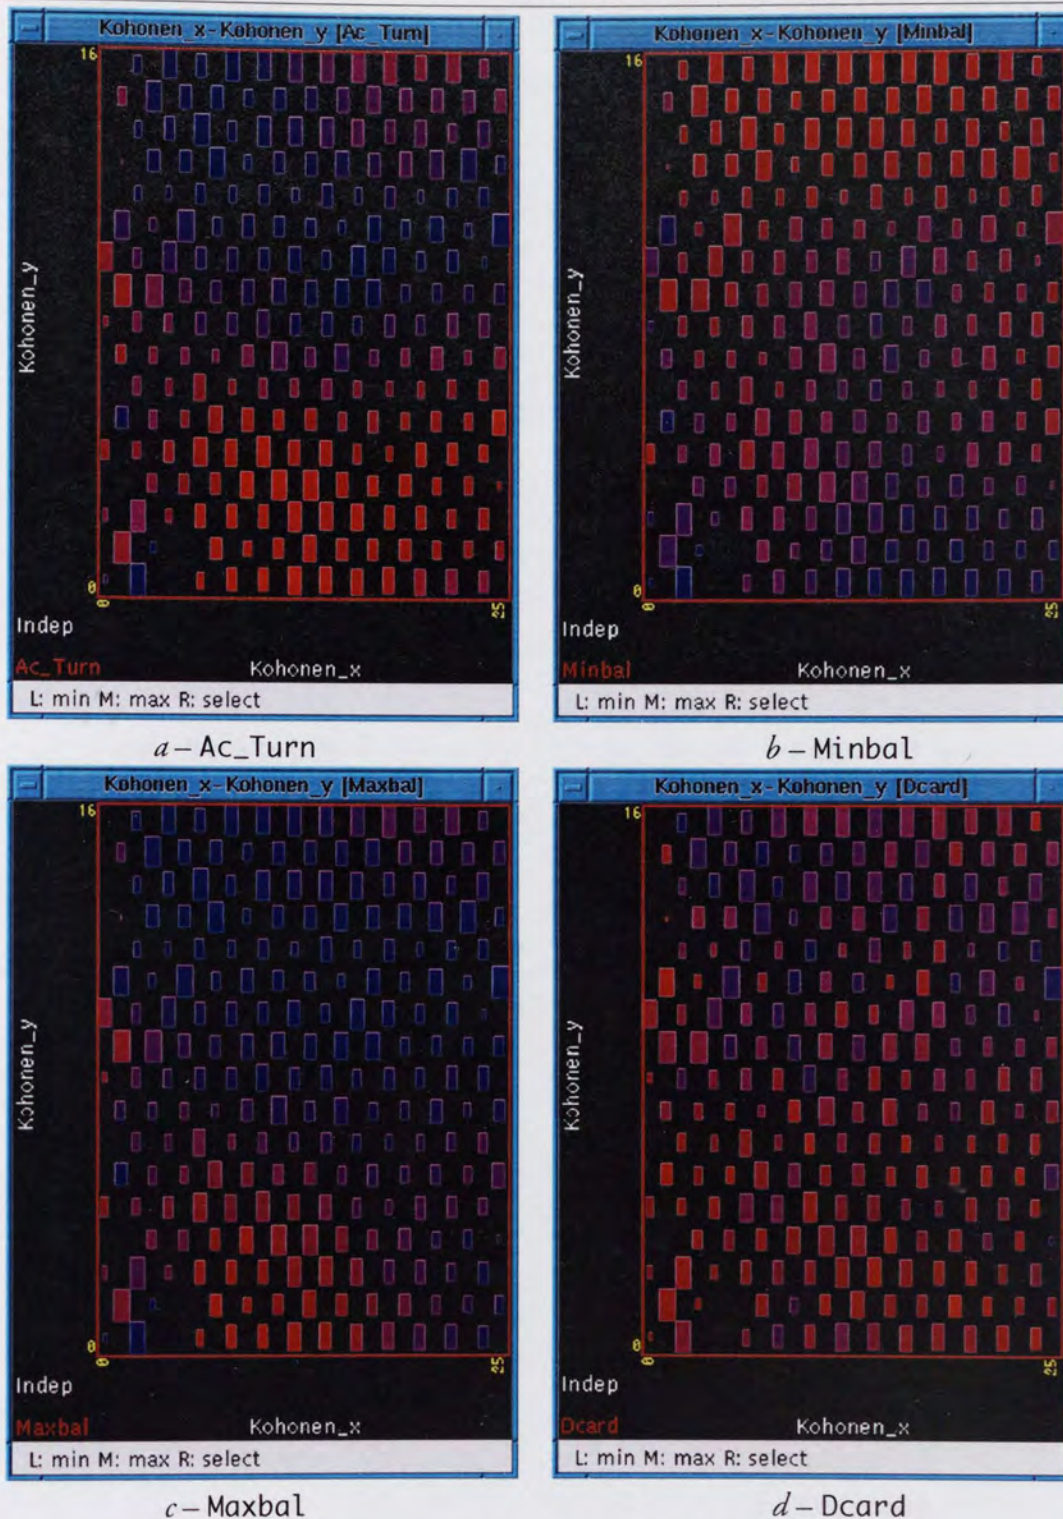 Kohonen_x-Kohonen_y [Ac_Turn]
16
Kohonen_y
0
0
25
Indep
Ac_Turn
Kohonen_x
L: min M: max R: select
a – Ac_Turn
Kohonen_x-Kohonen_y [Minbal]
16
Kohonen_y
0
0
25
Indep
Minbal
Kohonen_x
L: min M: max R: select
b – Minbal
Kohonen_x-Kohonen_y [Maxbal]
16
Kohonen_y
0
0
25
Indep
Maxbal
Kohonen_x
L: min M: max R: select
c – Maxbal
Kohonen_x-Kohonen_y [Dcard]
16
Kohonen_y
0
0
25
Indep
Dcard
Kohonen_x
L: min M: max R: select
d – Dcard